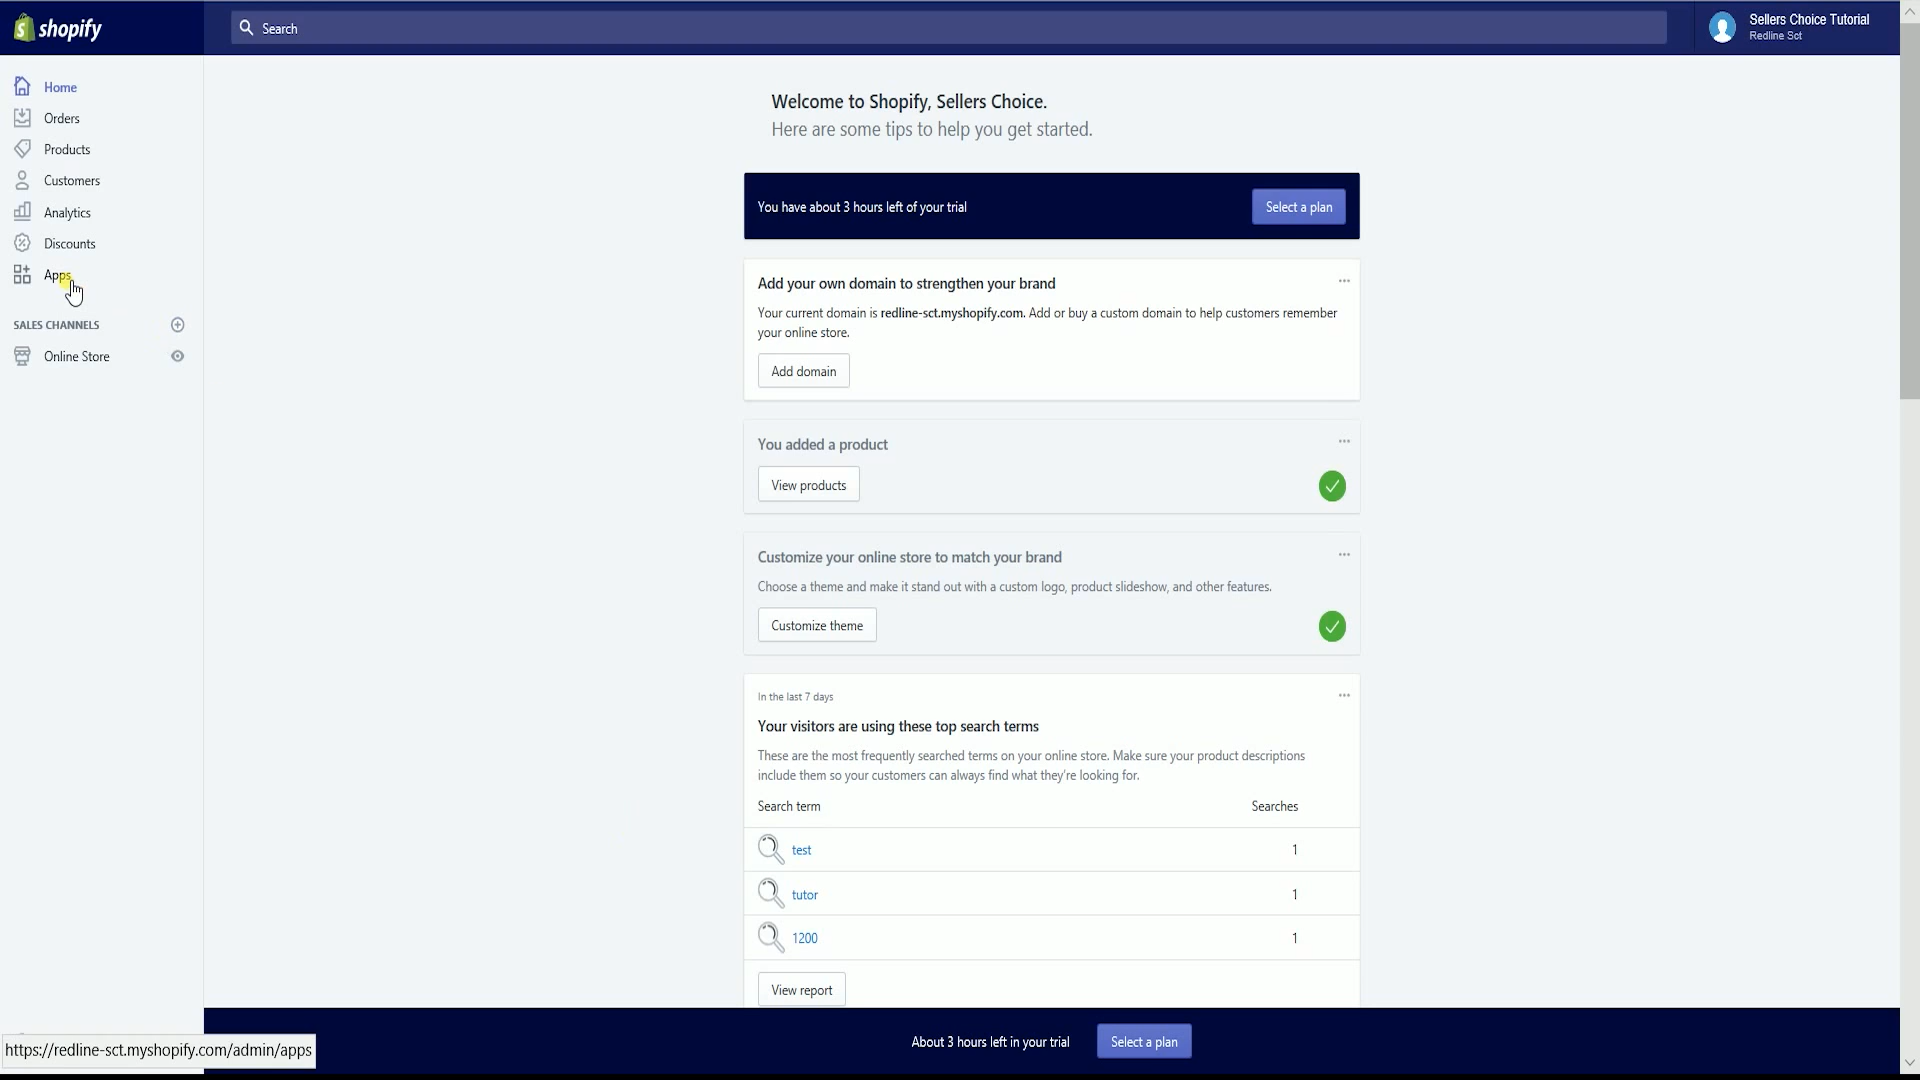 shopify
Search
Sellers Choice Tutorial
Redline Sct
Home
Orders
Products
Customers
Analytics
Discounts
Apps
SALES CHANNELS
Online Store
Welcome to Shopify, Sellers Choice.
Here are some tips to help you get started.
You have about 3 hours left of your trial
Select a plan
Add your own domain to strengthen your brand
Your current domain is redline-sct.myshopify.com. Add or buy a custom domain to help customers remember
your online store.
Add domain
You added a product
View products
Customize your online store to match your brand
Choose a theme and make it stand out with a custom logo, product slideshow, and other features.
Customize theme
In the last 7 days
Your visitors are using these top search terms
These are the most frequently searched terms on your online store. Make sure your product descriptions
include them so your customers can always find what they're looking for.
Search term Searches
test 1
tutor 1
1200 1
View report
About 3 hours left in your trial
Select a plan
https://redline-sct.myshopify.com/admin/apps